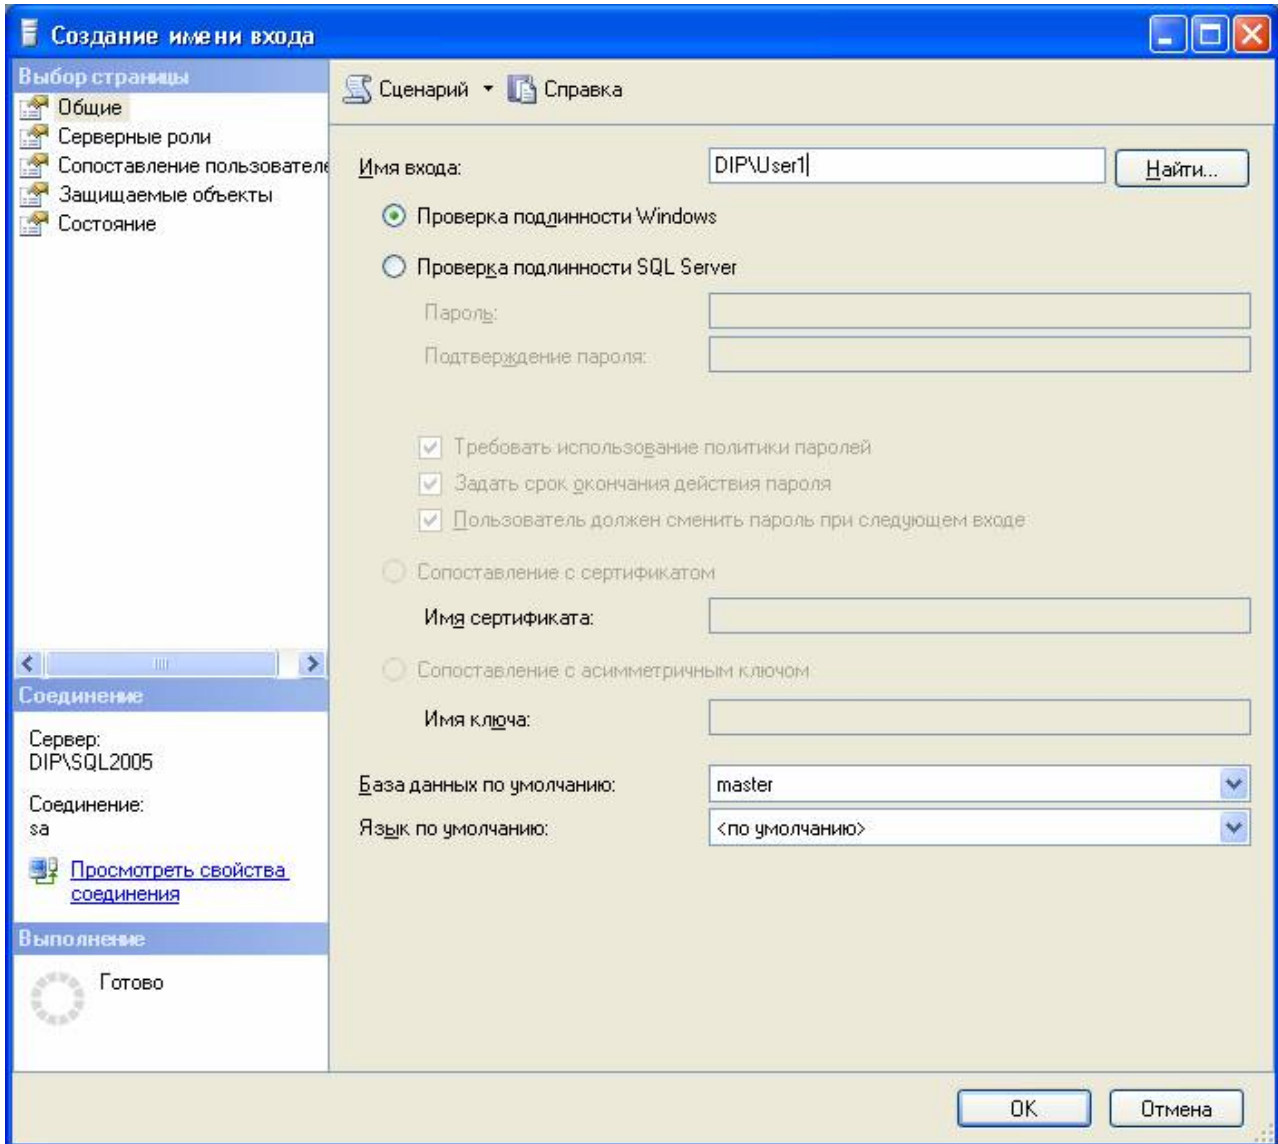 Создание имени входа
Выбор страницы
Общие
Серверные роли
Сопоставление пользователе
Защищаемые объекты
Состояние
Сценарий
Справка
Имя входа:
DIP\User1
Найти...
Проверка подлинности Windows
Проверка подлинности SQL Server
Пароль:
Подтверждение пароля:
Требовать использование политики паролей
Задать срок окончания действия пароля
Пользователь должен сменить пароль при следующем входе
Сопоставление с сертификатом
Имя сертификата:
Сопоставление с асимметричным ключом
Имя ключа:
База данных по умолчанию:
master
Язык по умолчанию:
<по умолчанию>
Соединение
Сервер:
DIP\SQL2005
Соединение:
sa
Просмотреть свойства
соединения
Выполнение
Готово
OK
Отмена